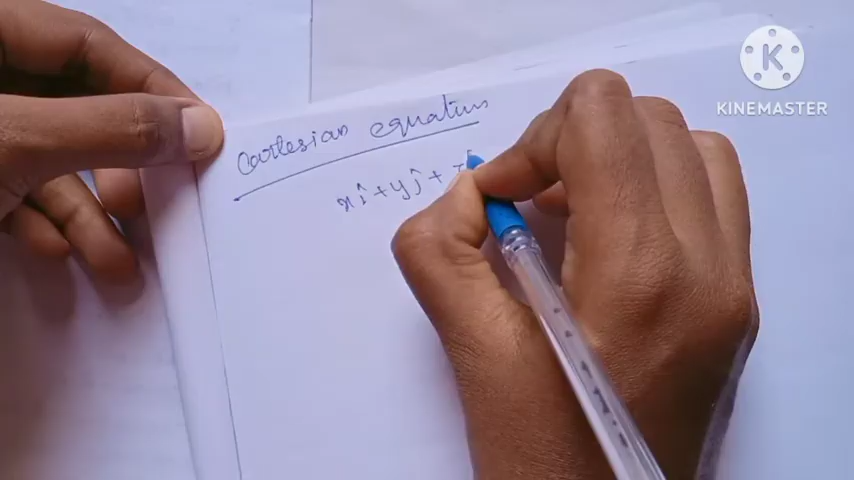 Cartesian equation
xî + yĵ + z
K
KINEMASTER